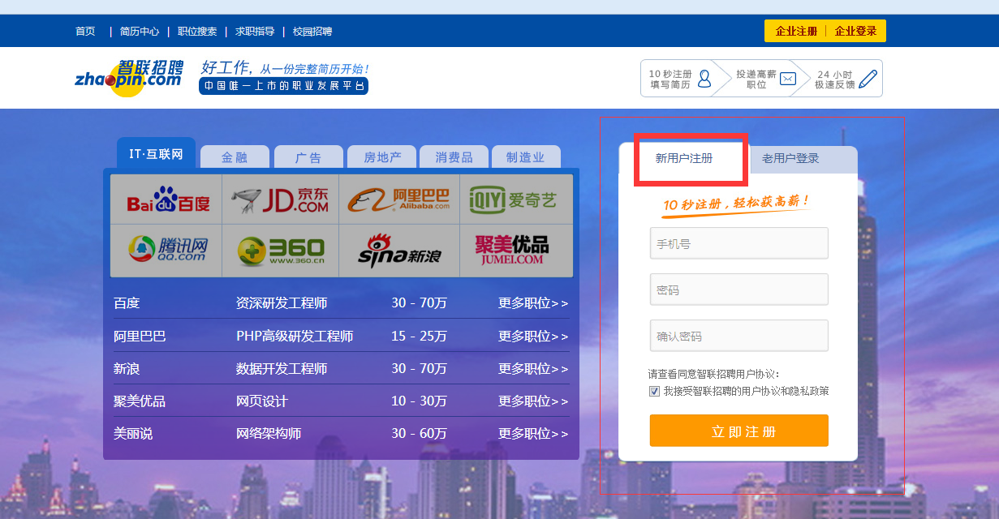 首页 | 简历中心 | 职位搜索 | 求职指导 | 校园招聘
企业注册 | 企业登录
智联招聘
zhaopin.com
好工作, 从一份完整简历开始!
中国唯一上市的职业发展平台
10 秒注册
填写简历
投递高薪
职位
24 小时
极速反馈
IT·互联网
金融
广告
房地产
消费品
制造业
Bai du 百度
JD.京东
.COM
阿里巴巴
Alibaba.com
iQIYI 爱奇艺
腾讯网
QQ.com
360
www.360.cn
sina新浪
聚美优品
JUMEI.COM
百度 资深研发工程师 30 - 70万 更多职位>>
阿里巴巴 PHP高级研发工程师 15 - 25万 更多职位>>
新浪 数据开发工程师 30 - 70万 更多职位>>
聚美优品 网页设计 10 - 30万 更多职位>>
美丽说 网络架构师 30 - 60万 更多职位>>
新用户注册
老用户登录
10 秒注册 , 轻松获高薪 !
手机号
密码
确认密码
请查看同意智联招聘用户协议:
我接受智联招聘的用户协议和隐私政策
立即注册